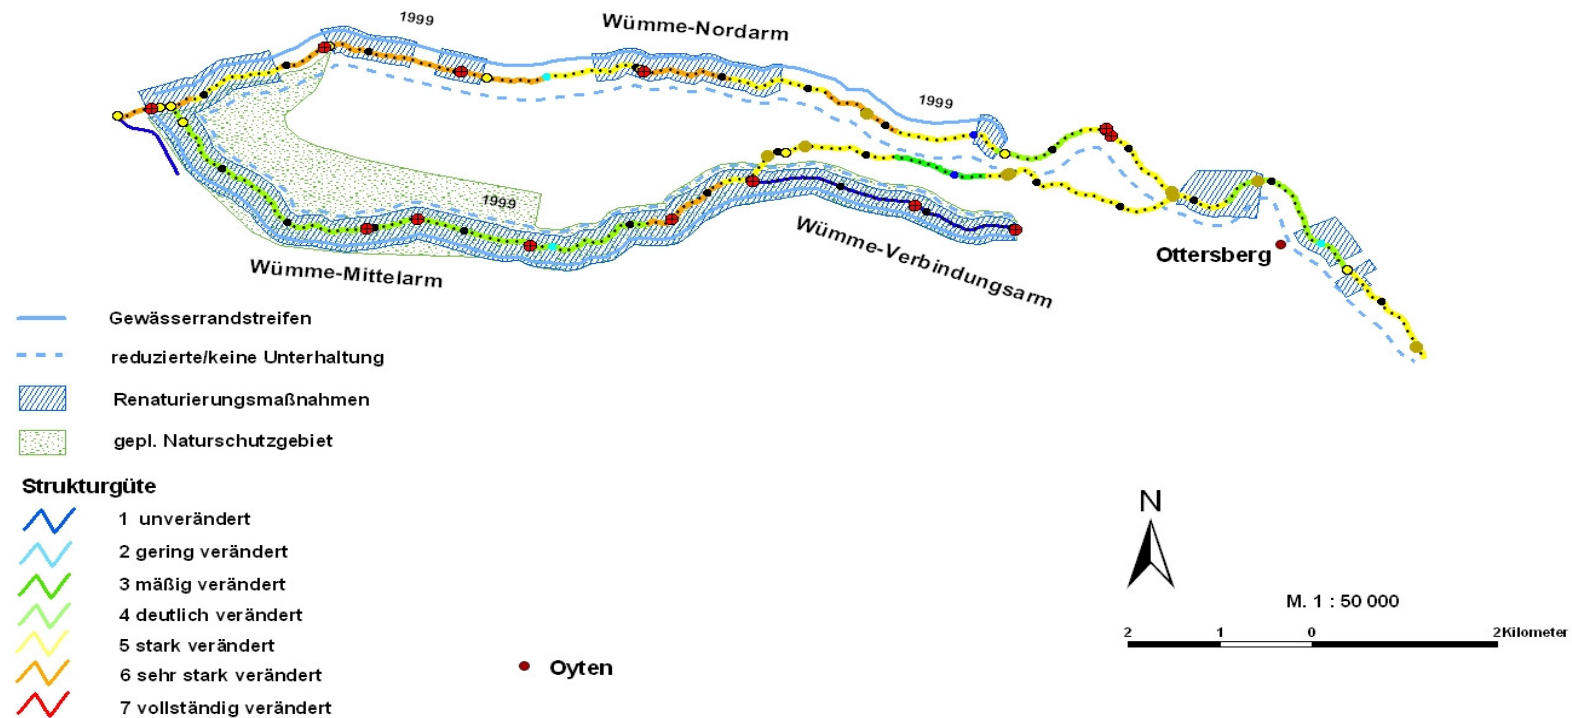 1999
Wümme-Nordarm
1999
1999
Wümme-Mittelarm
Wümme-Verbindungsarm
Ottersberg
Gewässerrandstreifen
reduzierte/keine Unterhaltung
Renaturierungsmaßnahmen
gepl. Naturschutzgebiet
Strukturgüte
1 unverändert
2 gering verändert
3 mäßig verändert
4 deutlich verändert
5 stark verändert
6 sehr stark verändert
7 vollständig verändert
Oyten
N
M. 1 : 50 000
2 1 0 2Kilometer